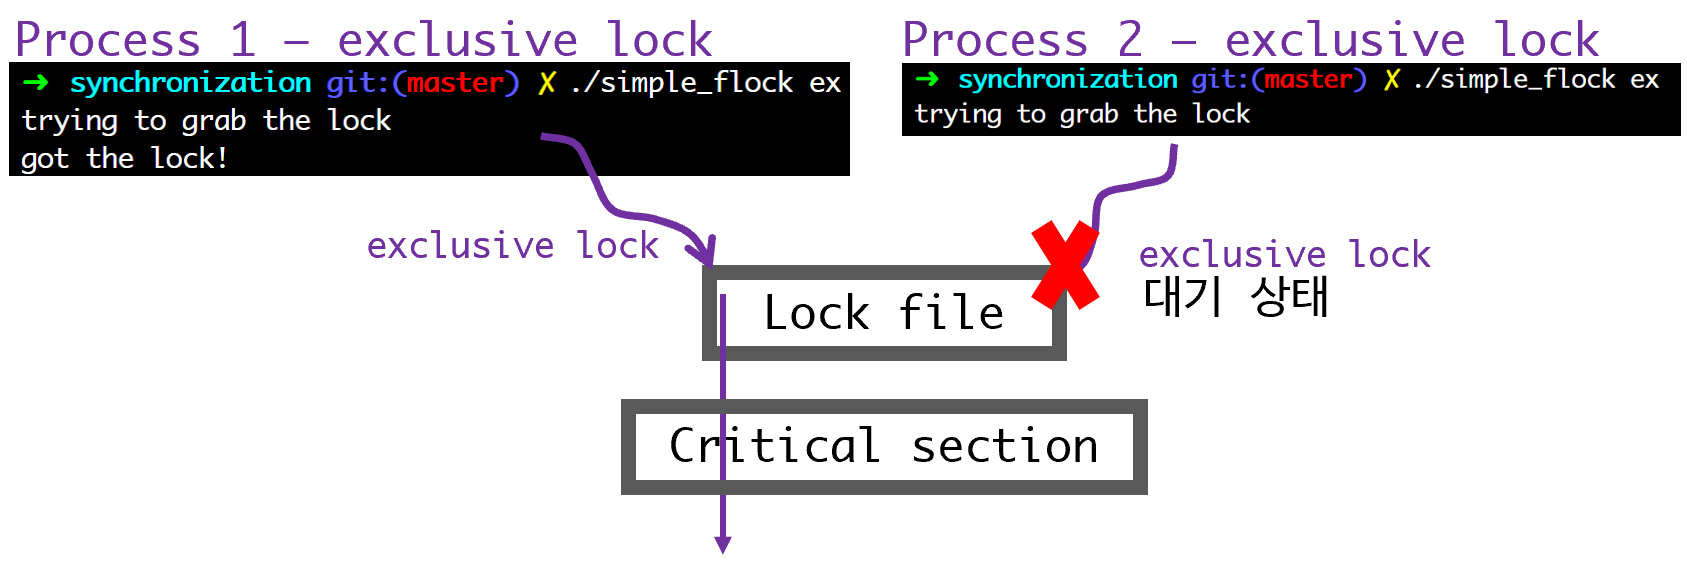 Process 1 – exclusive lock
➜ synchronization git:(master) ✗ ./simple_flock ex
trying to grab the lock
got the lock!
Process 2 – exclusive lock
➜ synchronization git:(master) ✗ ./simple_flock ex
trying to grab the lock
exclusive lock
exclusive lock
대기 상태
Lock file
Critical section